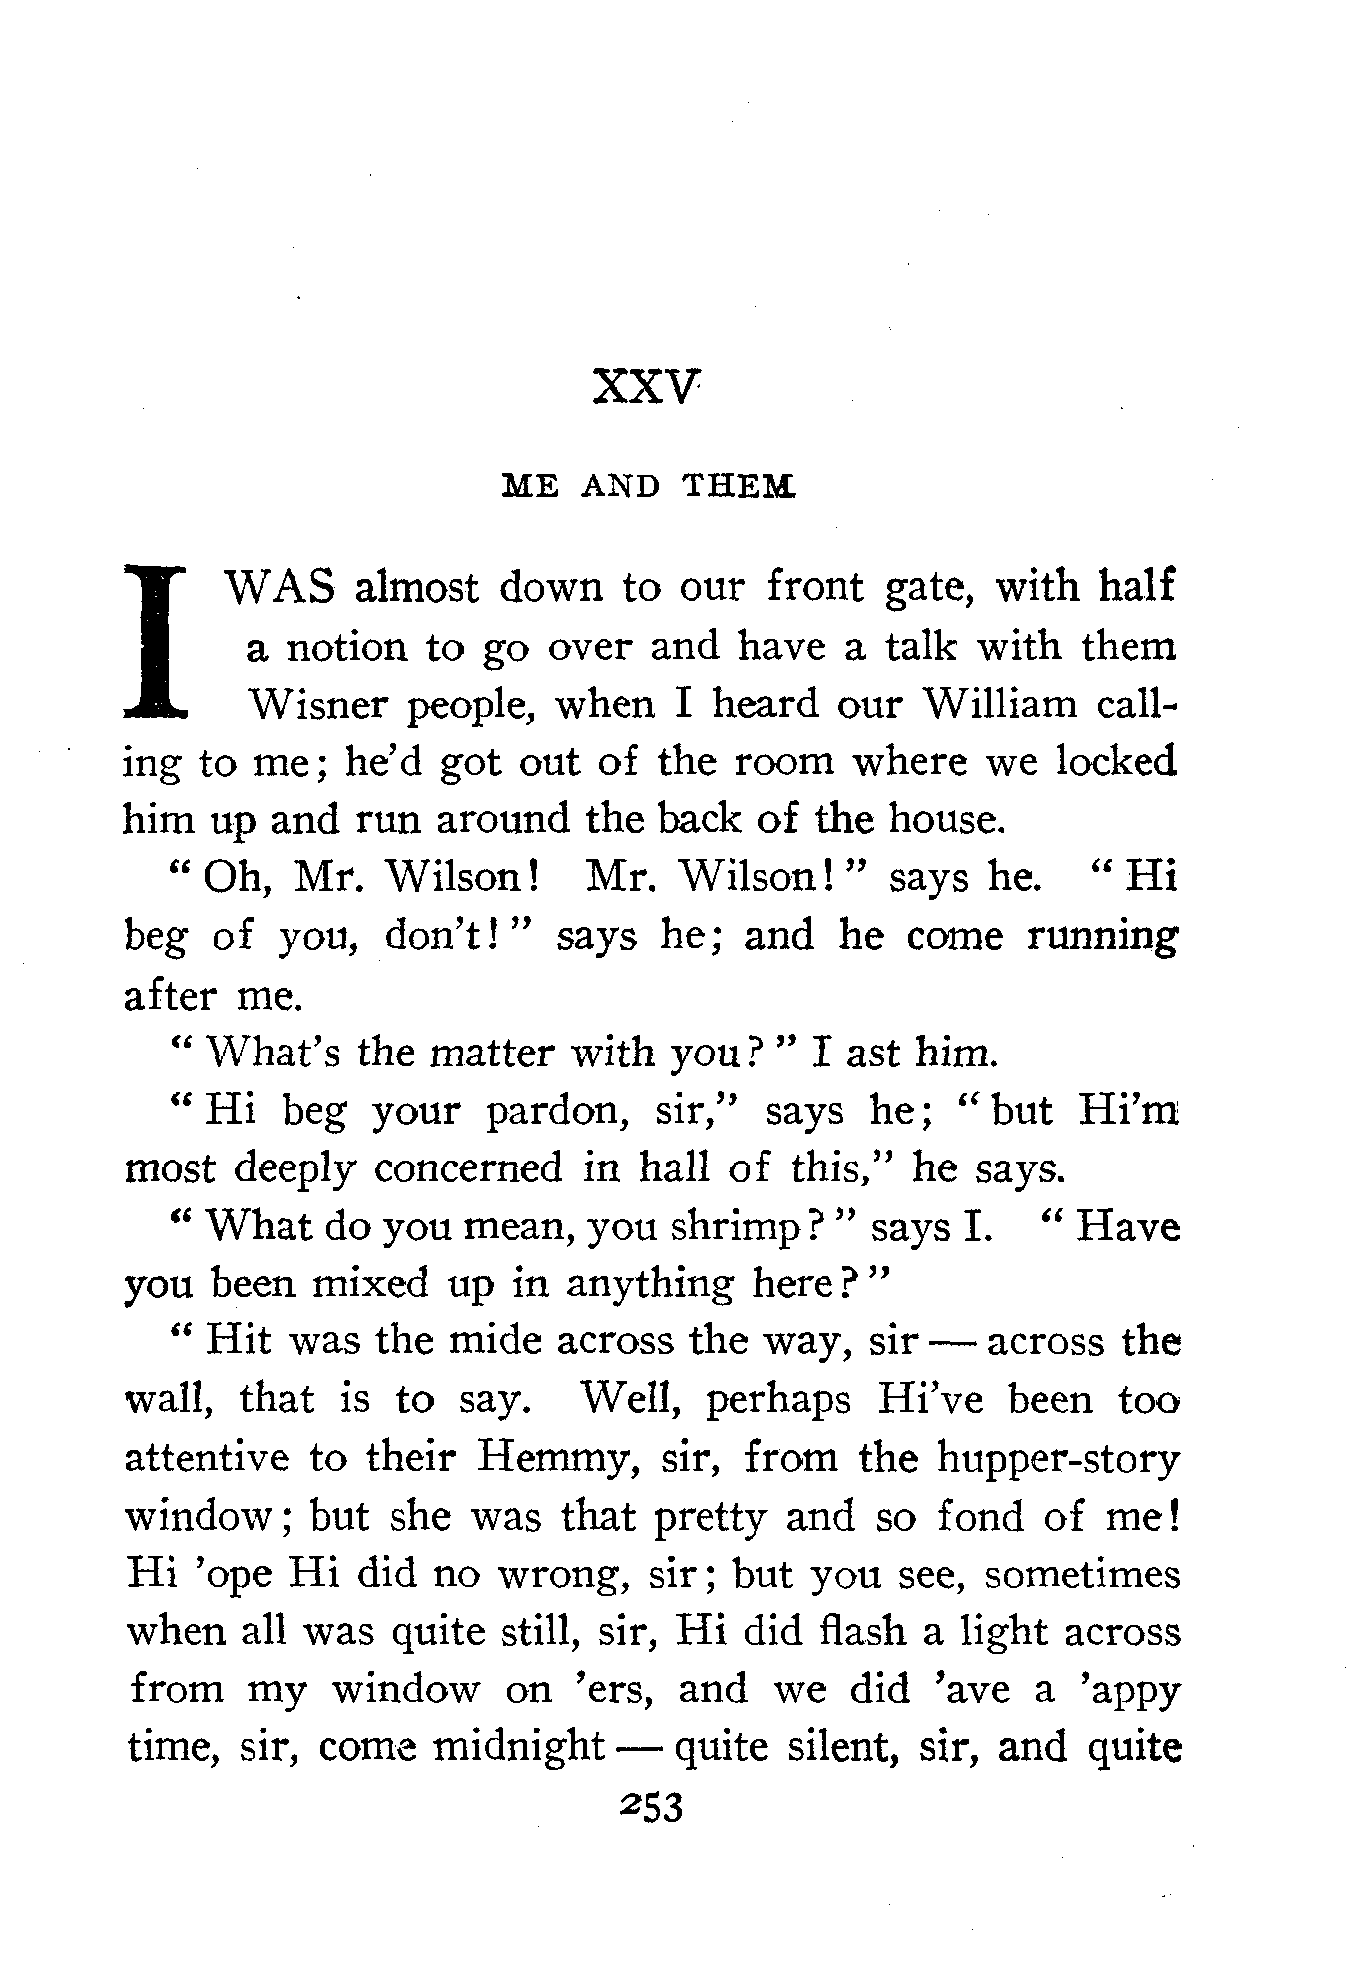 XXV
ME AND THEM
I WAS almost down to our front gate, with half
a notion to go over and have a talk with them
Wisner people, when I heard our William call-
ing to me; he'd got out of the room where we locked
him up and run around the back of the house.
" Oh, Mr. Wilson! Mr. Wilson! " says he. " Hi
beg of you, don't! " says he; and he come running
after me.
" What's the matter with you? " I ast him.
" Hi beg your pardon, sir," says he; " but Hi'm
most deeply concerned in hall of this," he says.
" What do you mean, you shrimp? " says I. " Have
you been mixed up in anything here? "
" Hit was the mide across the way, sir — across the
wall, that is to say. Well, perhaps Hi've been too
attentive to their Hemmy, sir, from the hupper-story
window; but she was that pretty and so fond of me!
Hi 'ope Hi did no wrong, sir; but you see, sometimes
when all was quite still, sir, Hi did flash a light across
from my window on 'ers, and we did 'ave a 'appy
time, sir, come midnight — quite silent, sir, and quite
253